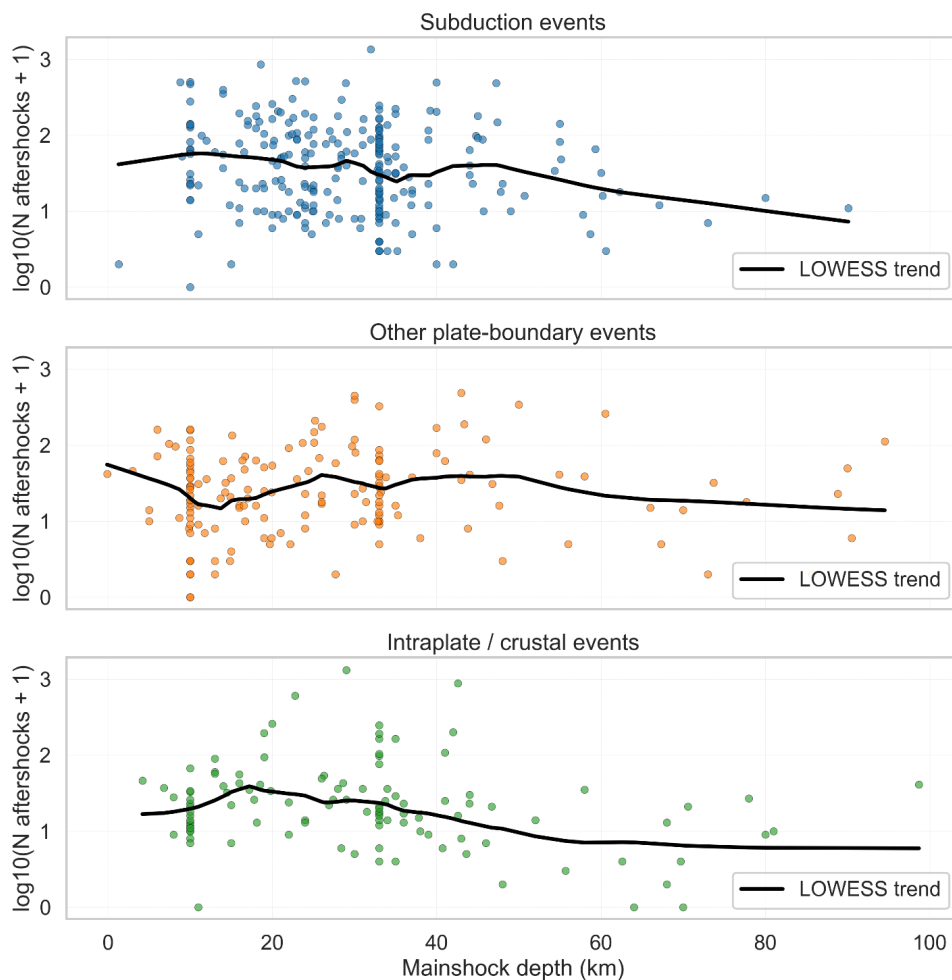 Subduction events
log10(N aftershocks + 1)
3
2
1
0
LOWESS trend
Other plate-boundary events
log10(N aftershocks + 1)
3
2
1
0
LOWESS trend
Intraplate / crustal events
log10(N aftershocks + 1)
3
2
1
0
LOWESS trend
0 20 40 60 80 100
Mainshock depth (km)